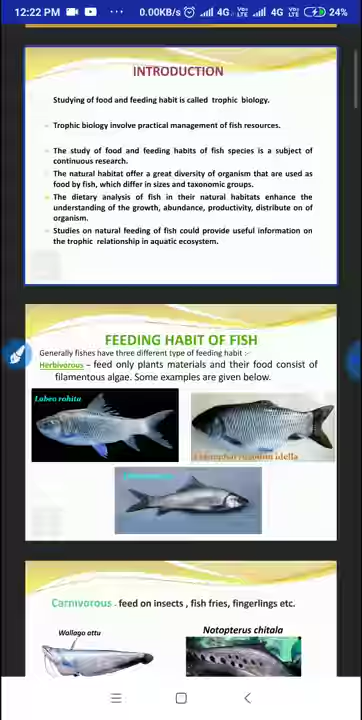 12:22 PM ... 0.00KB/s 4G Vo LTE 4G Vo LTE 24%
INTRODUCTION
Studying of food and feeding habit is called trophic biology.
Trophic biology involve practical management of fish resources.
The study of food and feeding habits of fish species is a subject of
continuous research.
The natural habitat offer a great diversity of organism that are used as
food by fish, which differ in sizes and taxonomic groups.
The dietary analysis of fish in their natural habitats enhance the
understanding of the growth, abundance, productivity, distribute on of
organism.
Studies on natural feeding of fish could provide useful information on
the trophic relationship in aquatic ecosystem.
FEEDING HABIT OF FISH
Generally fishes have three different type of feeding habit :-
Herbivorous – feed only plants materials and their food consist of
filamentous algae. Some examples are given below.
Labeo rohita
idella
Carnivorous - feed on insects , fish fries, fingerlings etc.
Wallago attu
Notopterus chitala